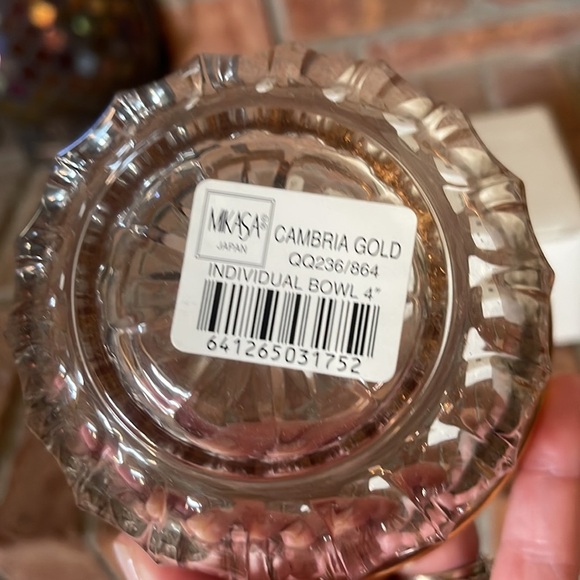 MIKASA
JAPAN
CAMBRIA GOLD
QQ236/864
INDIVIDUAL BOWL 4"
641265031752